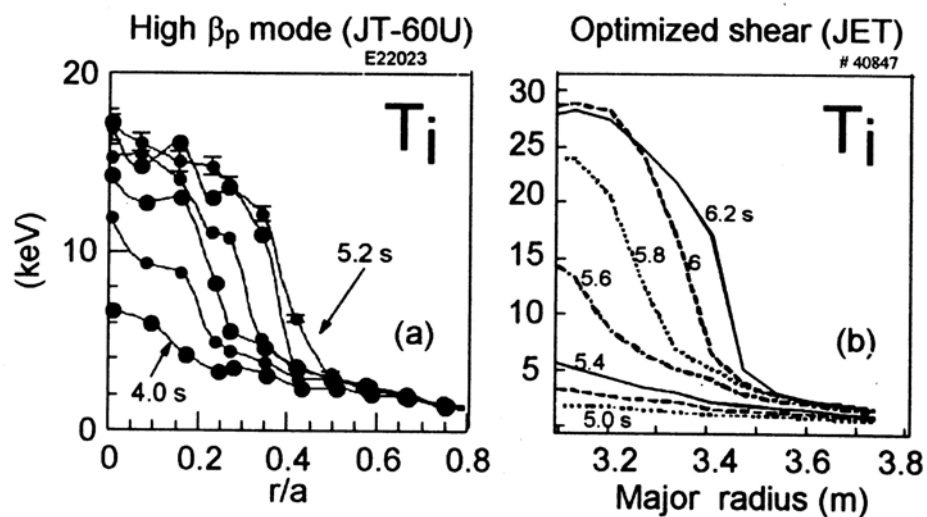 High βp mode (JT-60U)
E22023
Ti
20
10
0
(keV)
5.2 s
4.0 s
(a)
0 0.2 0.4 0.6 0.8
r/a
Optimized shear (JET)
# 40847
Ti
30
25
20
15
10
5
6.2 s
6
5.8
5.6
5.4
5.0 s
(b)
3.2 3.4 3.6 3.8
Major radius (m)